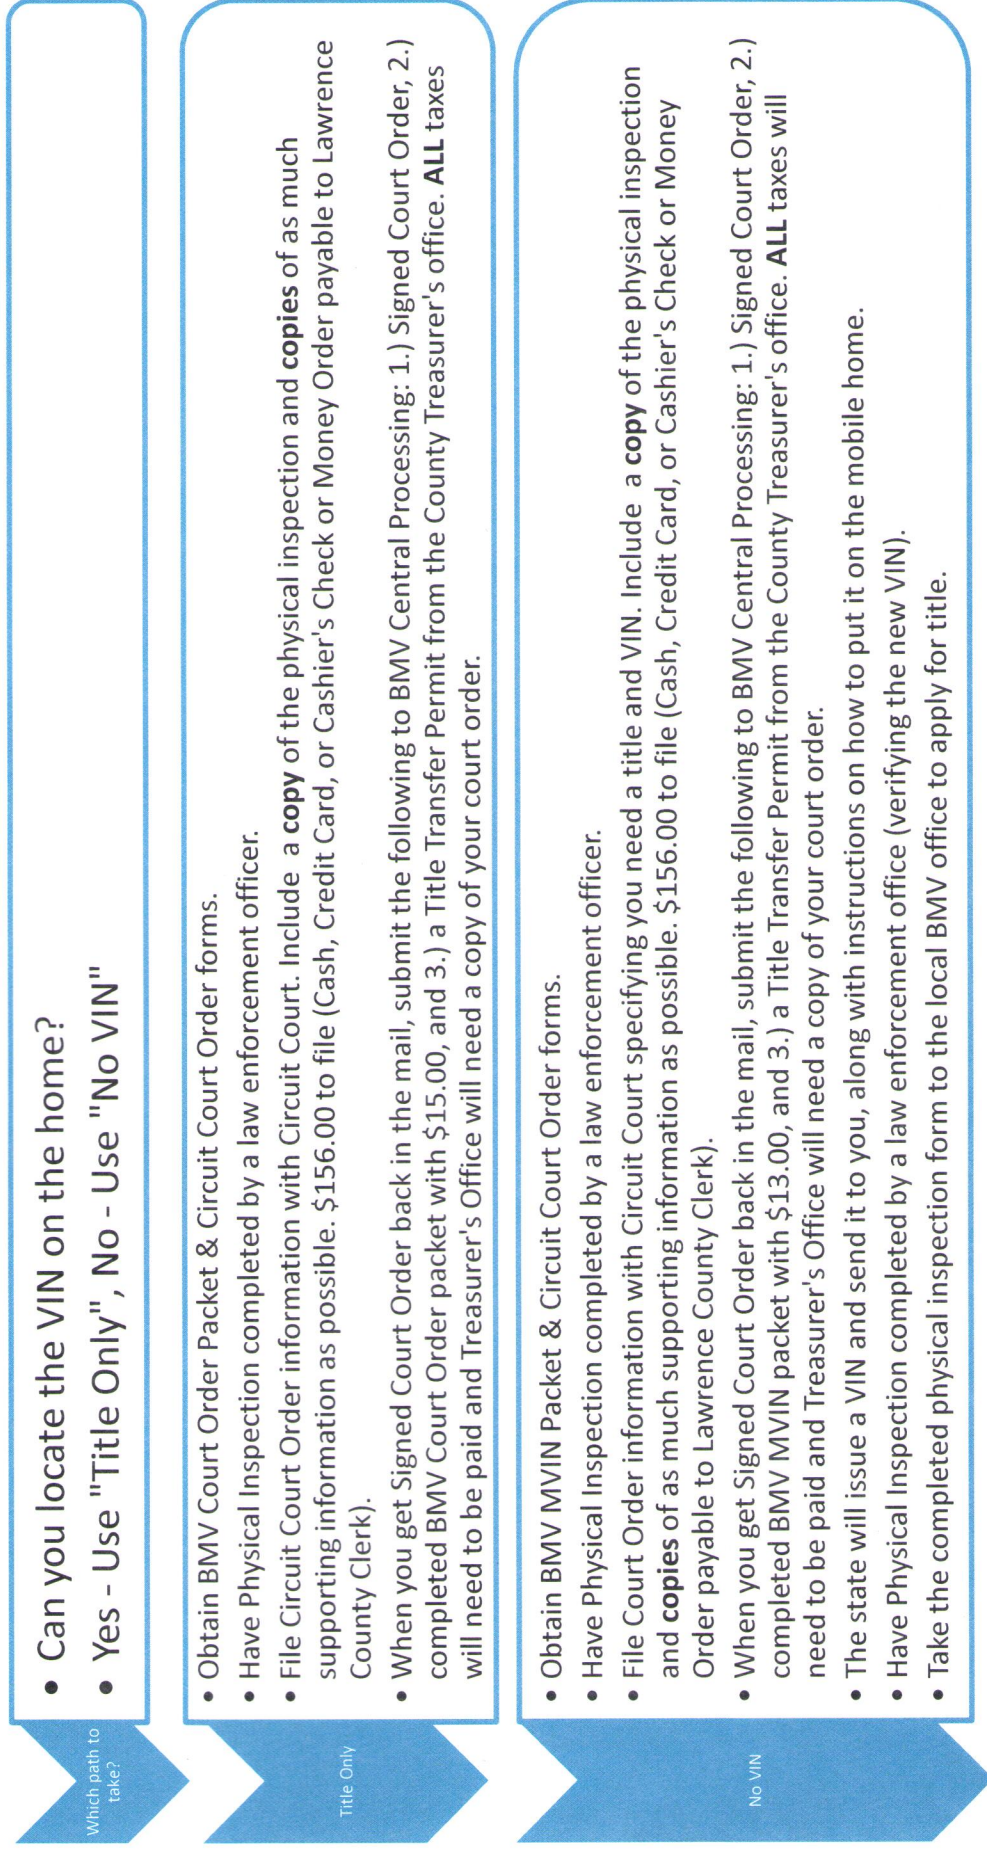 Which path to
take?
• Can you locate the VIN on the home?
• Yes - Use "Title Only", No - Use "No VIN"
Title Only
• Obtain BMV Court Order Packet & Circuit Court Order forms.
• Have Physical Inspection completed by a law enforcement officer.
• File Circuit Court Order information with Circuit Court. Include a copy of the physical inspection and copies of as much
supporting information as possible. $156.00 to file (Cash, Credit Card, or Cashier's Check or Money Order payable to Lawrence
County Clerk).
• When you get Signed Court Order back in the mail, submit the following to BMV Central Processing: 1.) Signed Court Order, 2.)
completed BMV Court Order packet with $15.00, and 3.) a Title Transfer Permit from the County Treasurer's office. ALL taxes
will need to be paid and Treasurer's Office will need a copy of your court order.
No VIN
• Obtain BMV MVIN Packet & Circuit Court Order forms.
• Have Physical Inspection completed by a law enforcement officer.
• File Court Order information with Circuit Court specifying you need a title and VIN. Include a copy of the physical inspection
and copies of as much supporting information as possible. $156.00 to file (Cash, Credit Card, or Cashier's Check or Money
Order payable to Lawrence County Clerk).
• When you get Signed Court Order back in the mail, submit the following to BMV Central Processing: 1.) Signed Court Order, 2.)
completed BMV MVIN packet with $13.00, and 3.) a Title Transfer Permit from the County Treasurer's office. ALL taxes will
need to be paid and Treasurer's Office will need a copy of your court order.
• The state will issue a VIN and send it to you, along with instructions on how to put it on the mobile home.
• Have Physical Inspection completed by a law enforcement office (verifying the new VIN).
• Take the completed physical inspection form to the local BMV office to apply for title.